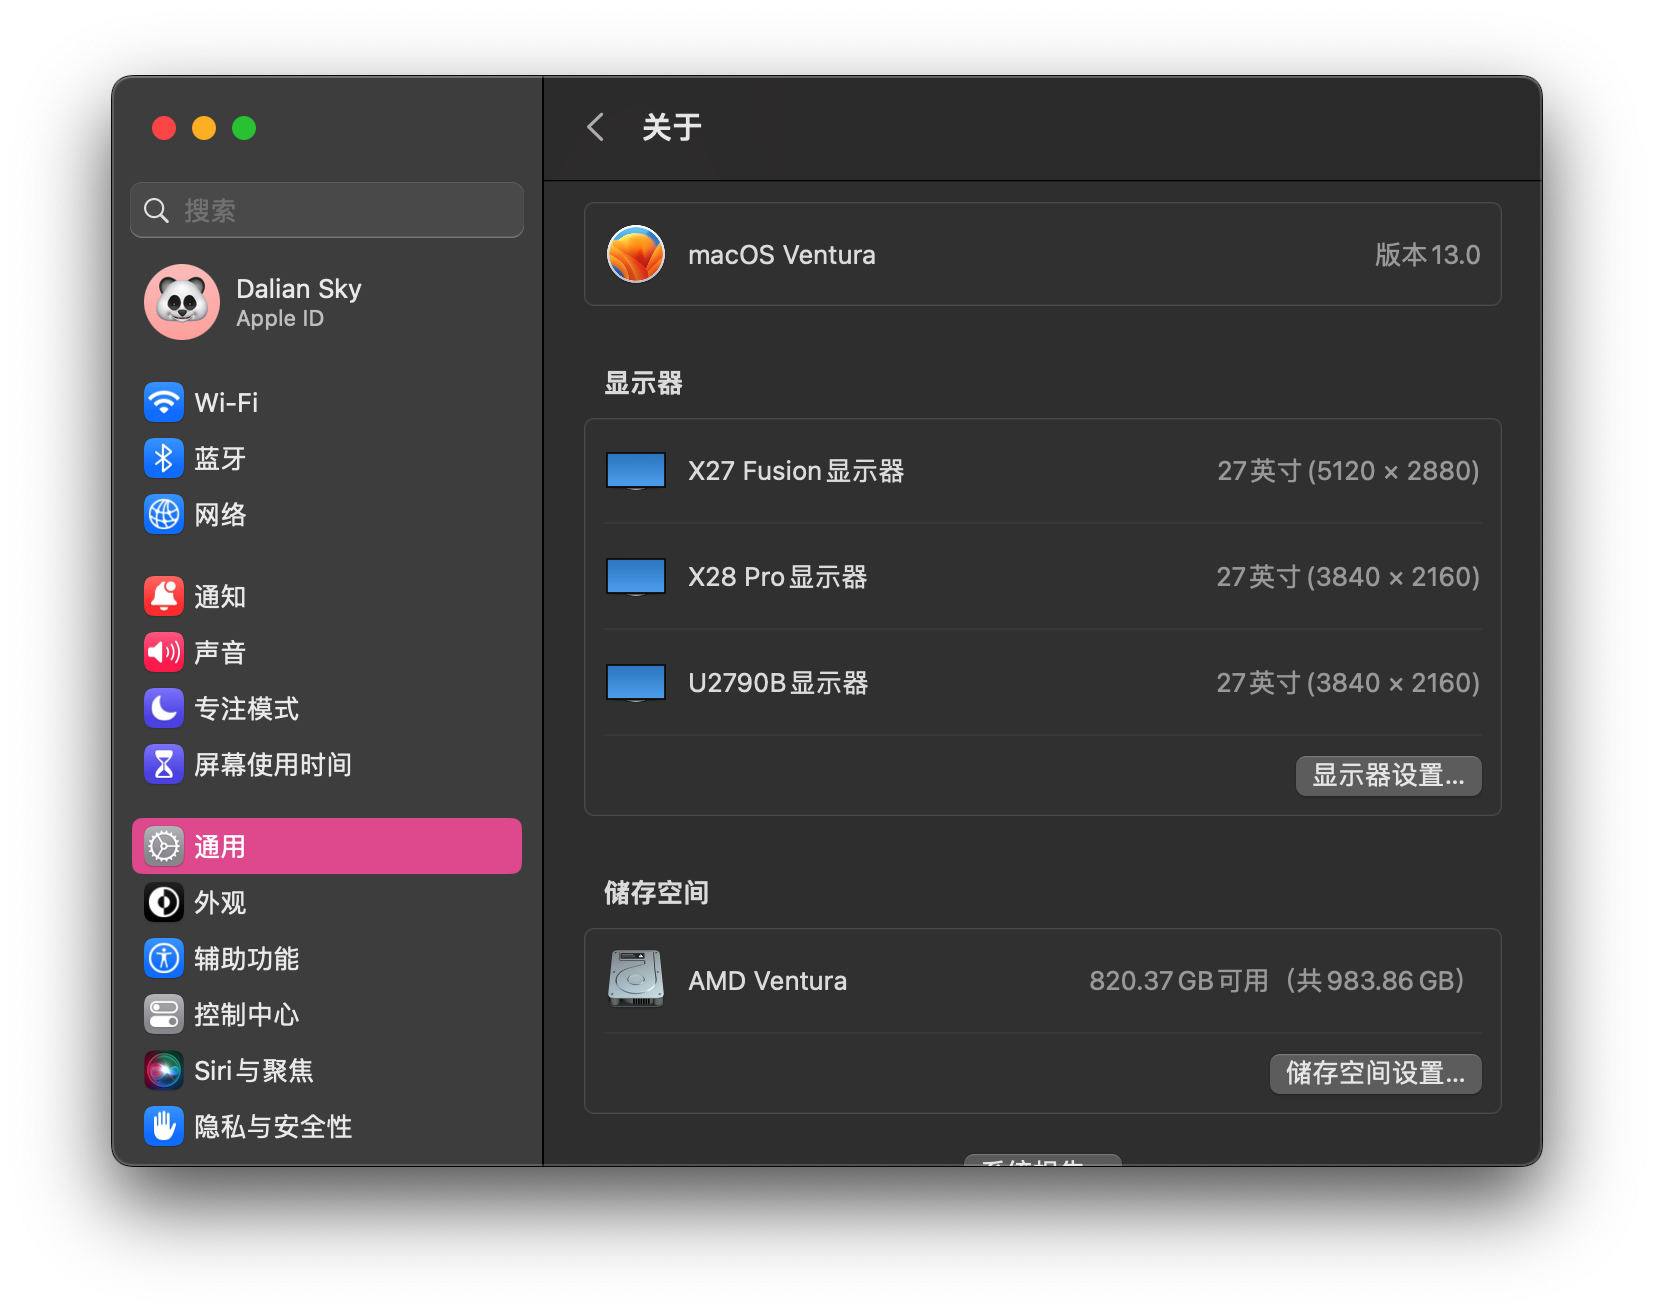 搜索
Dalian Sky
Apple ID
Wi-Fi
蓝牙
网络
通知
声音
专注模式
屏幕使用时间
通用
外观
辅助功能
控制中心
Siri与聚焦
隐私与安全性
关于
macOS Ventura 版本13.0
显示器
X27 Fusion显示器 27英寸 (5120 × 2880)
X28 Pro显示器 27英寸 (3840 × 2160)
U2790B显示器 27英寸 (3840 × 2160)
显示器设置...
储存空间
AMD Ventura 820.37 GB可用（共983.86 GB）
储存空间设置...
系统报告...